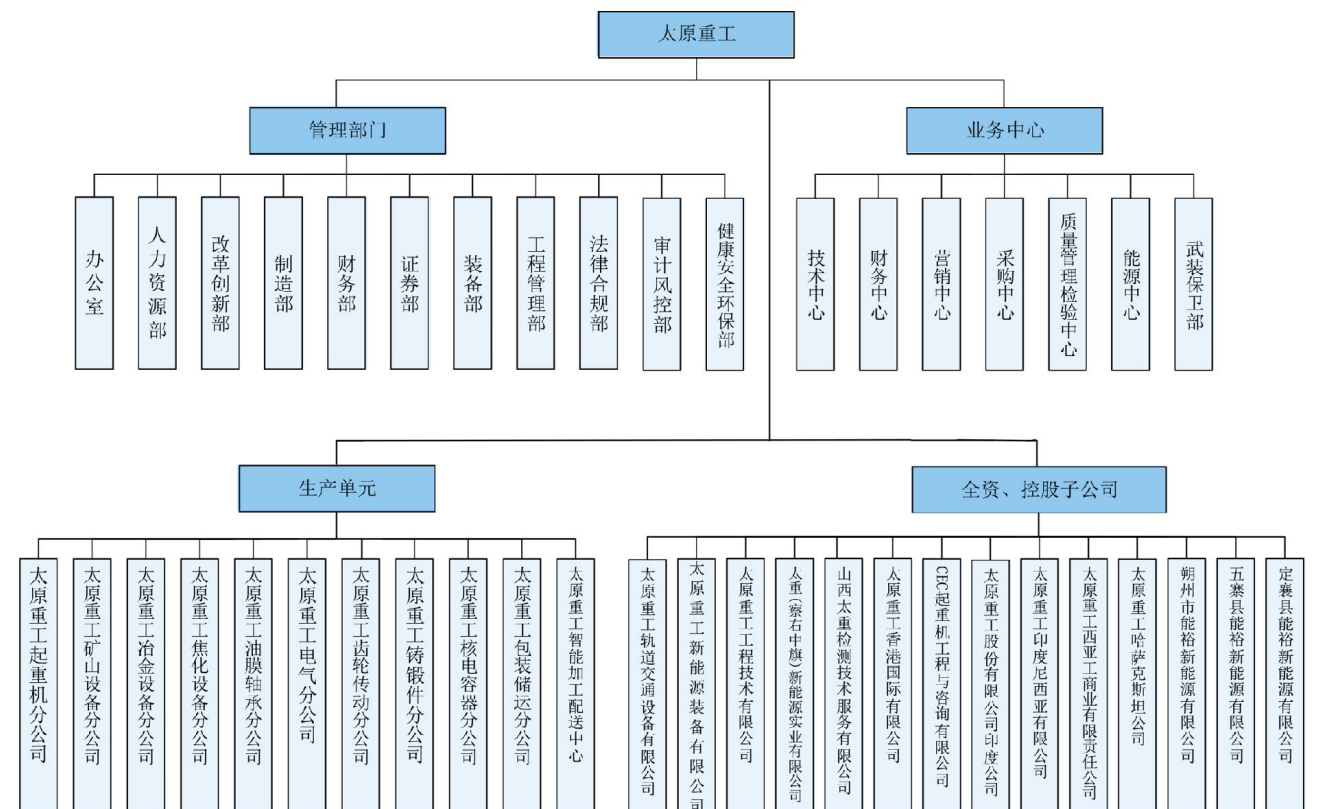 太原重工
管理部门
业务中心
办公室
人力资源部
改革创新部
制造部
财务部
证券部
装备部
工程管理部
法律合规部
审计风控部
健康安全环保部
技术中心
财务中心
营销中心
采购中心
质量管理检验中心
能源中心
武装保卫部
生产单元
全资、控股子公司
太原重工起重机分公司
太原重工矿山设备分公司
太原重工冶金设备分公司
太原重工焦化设备分公司
太原重工油膜轴承分公司
太原重工电气分公司
太原重工齿轮传动分公司
太原重工铸锻件分公司
太原重工核电容器分公司
太原重工包装储运分公司
太原重工智能加工配送中心
太原重工轨道交通设备有限公司
太原重工新能源装备有限公司
太原重工工程技术有限公司
太重(察右中旗)新能源实业有限公司
山西太重检测技术服务有限公司
太原重工香港国际有限公司
CEC起重机工程与咨询有限公司
太原重工股份有限公司印度公司
太原重工印度尼西亚有限公司
太原重工西亚工商业有限责任公司
太原重工哈萨克斯坦公司
朔州市能裕新能源有限公司
五寨县能裕新能源有限公司
定襄县能裕新能源有限公司